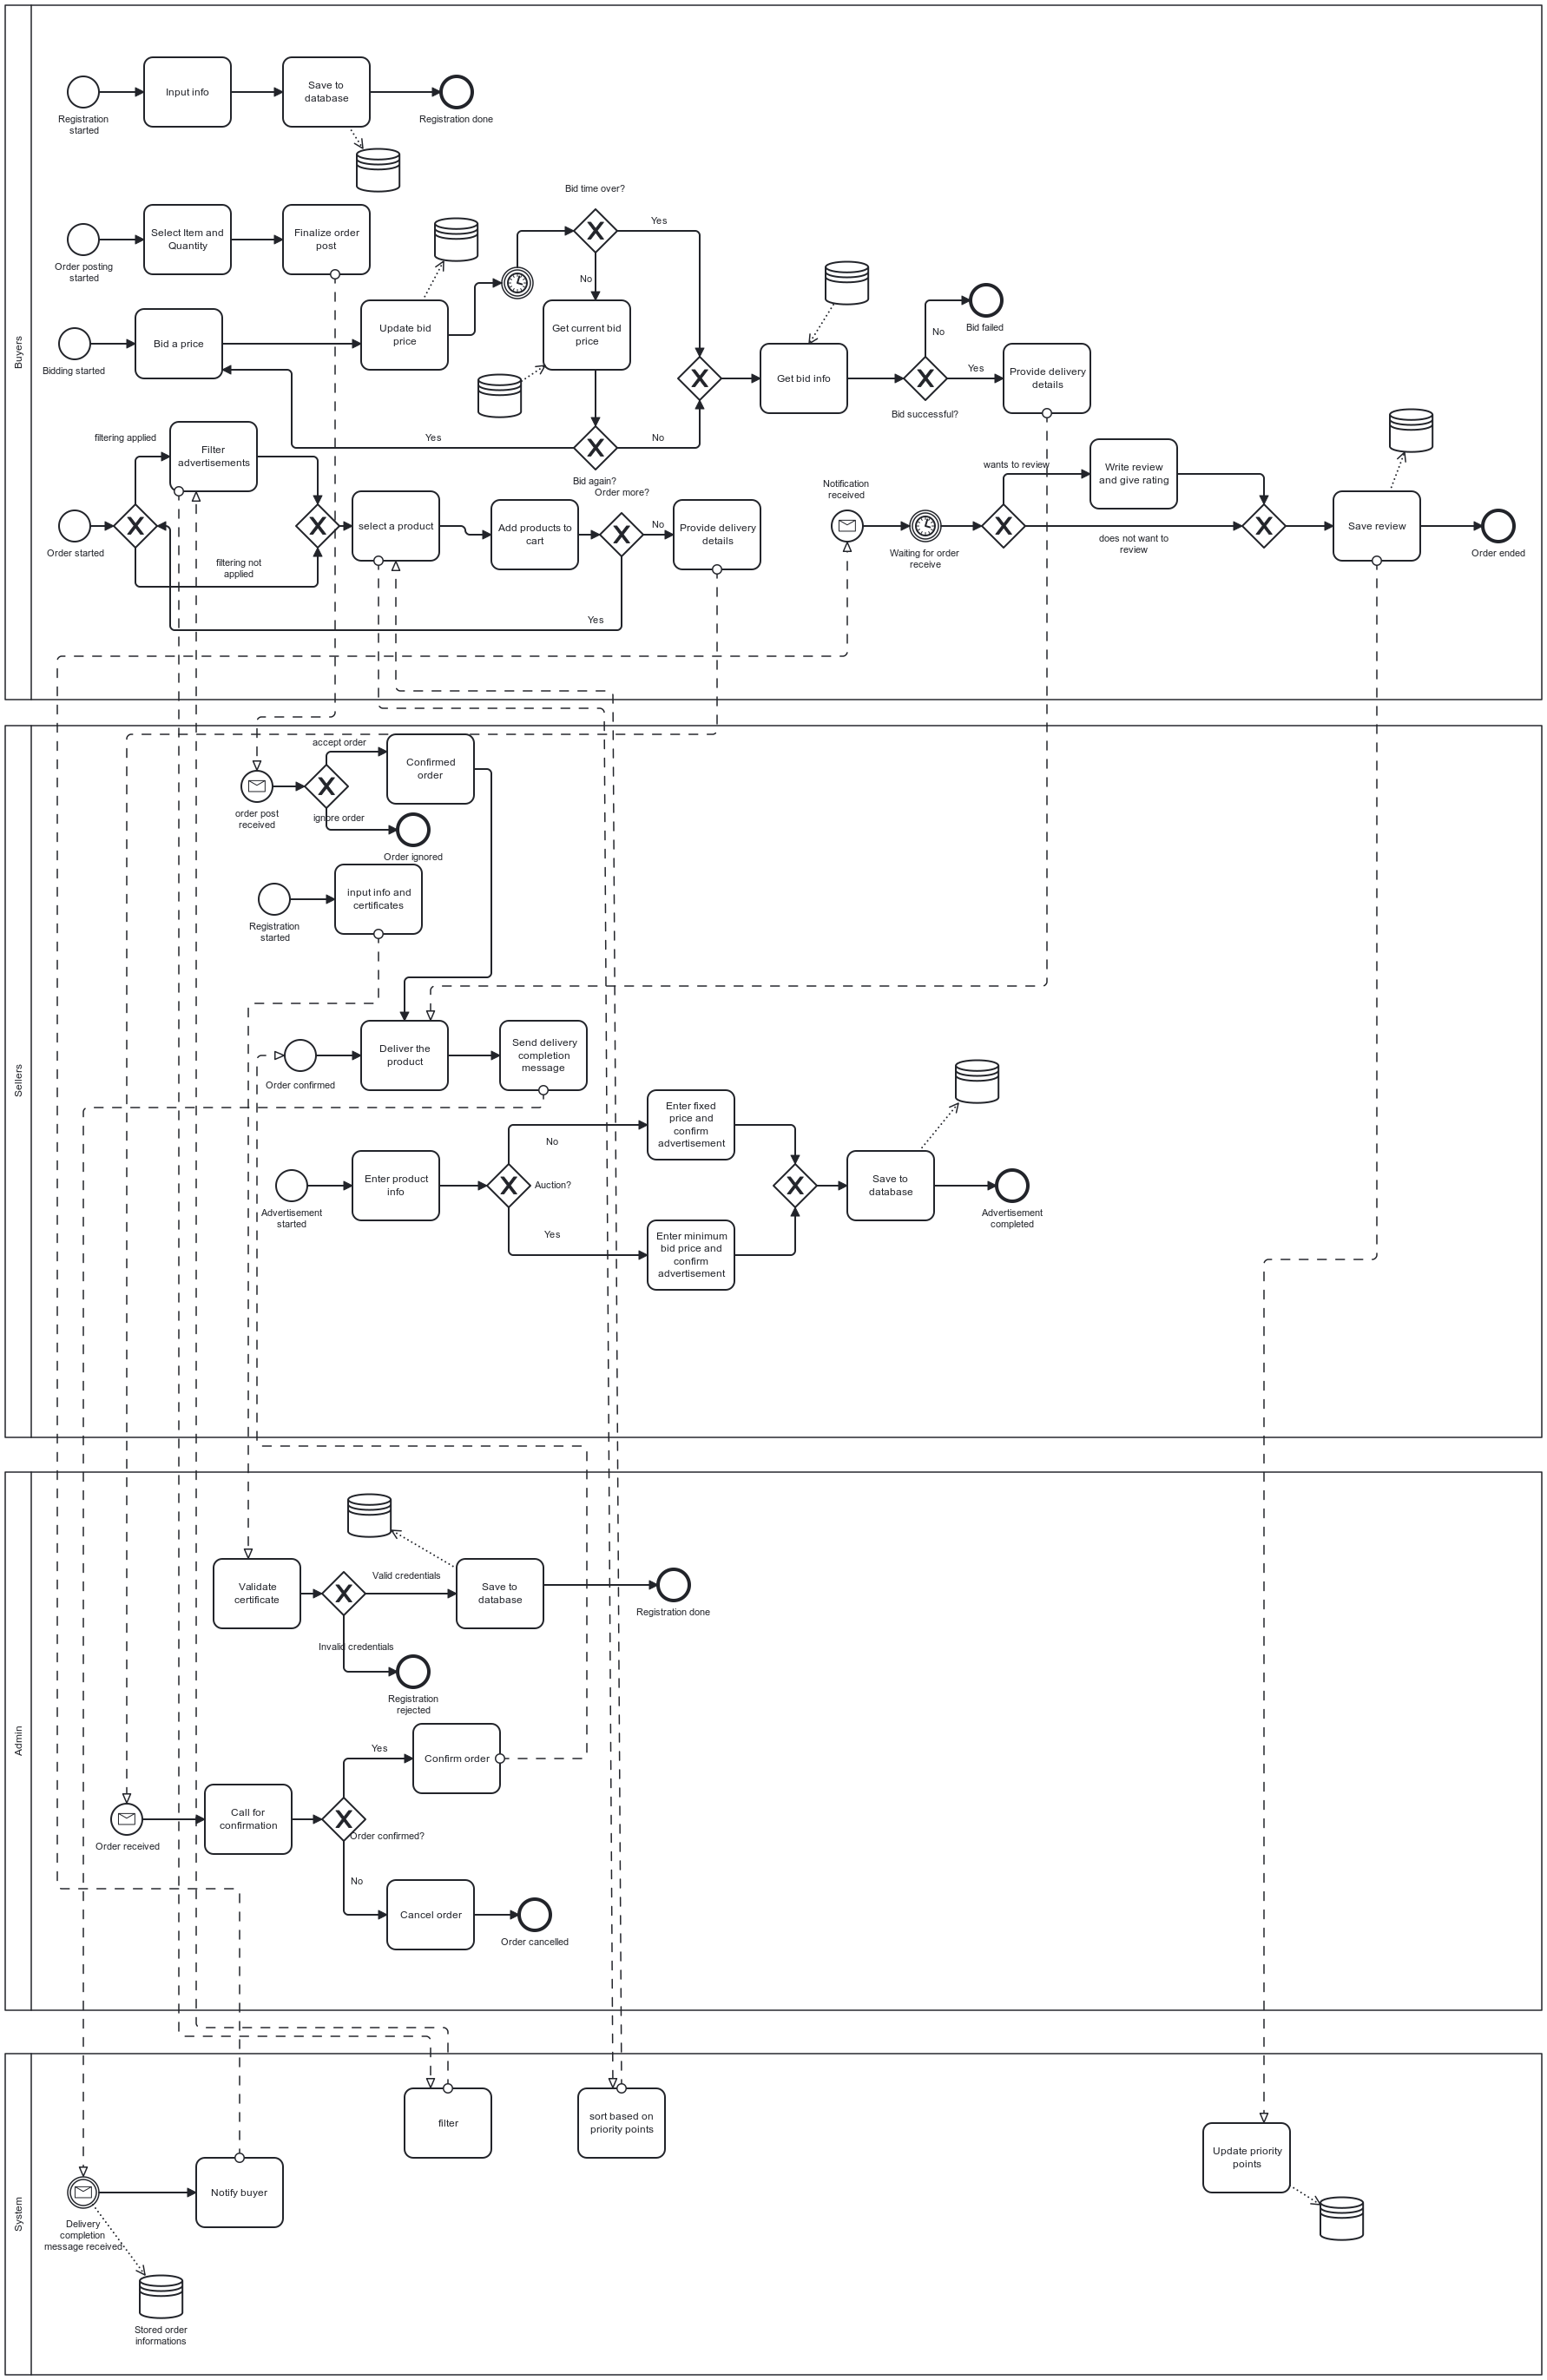 Buyers
Input info
Save to
database
Registration
started
Registration done
Bid time over?
Yes
Select Item and
Quantity
Finalize order
post
Order posting
started
No
Update bid
price
Get current bid
price
Bid a price
Bidding started
Get bid info
No
Bid failed
Yes
Provide delivery
details
Bid successful?
filtering applied
Yes
No
Filter
advertisements
Bid again?
Order more?
Notification
received
wants to review
Write review
and give rating
Order started
select a product
Add products to
cart
No
Provide delivery
details
Waiting for order
receive
does not want to
review
Save review
Order ended
filtering not
applied
Yes
Sellers
accept order
Confirmed
order
order post
received
ignore order
Order ignored
input info and
certificates
Registration
started
Deliver the
product
Send delivery
completion
message
Order confirmed
Enter fixed
price and
confirm
advertisement
No
Enter product
info
Auction?
Save to
database
Advertisement
started
Advertisement
completed
Yes
Enter minimum
bid price and
confirm
advertisement
Admin
Validate
certificate
Valid credentials
Save to
database
Registration done
Invalid credentials
Registration
rejected
Yes
Confirm order
Call for
confirmation
Order confirmed?
Order received
No
Cancel order
Order cancelled
System
filter
sort based on
priority points
Update priority
points
Notify buyer
Delivery
completion
message received
Stored order
informations